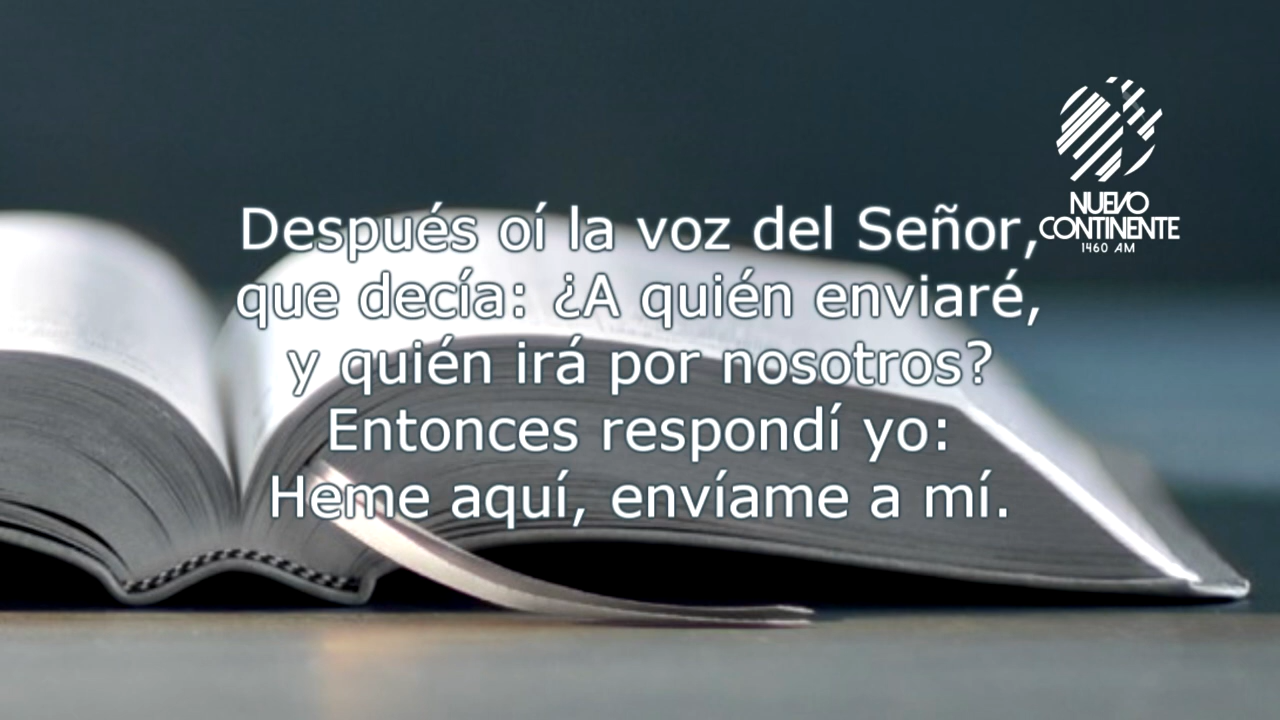 NUEVO
CONTINENTE
1460 AM
Después oí la voz del Señor,
que decía: ¿A quién enviaré,
y quién irá por nosotros?
Entonces respondí yo:
Heme aquí, envíame a mí.